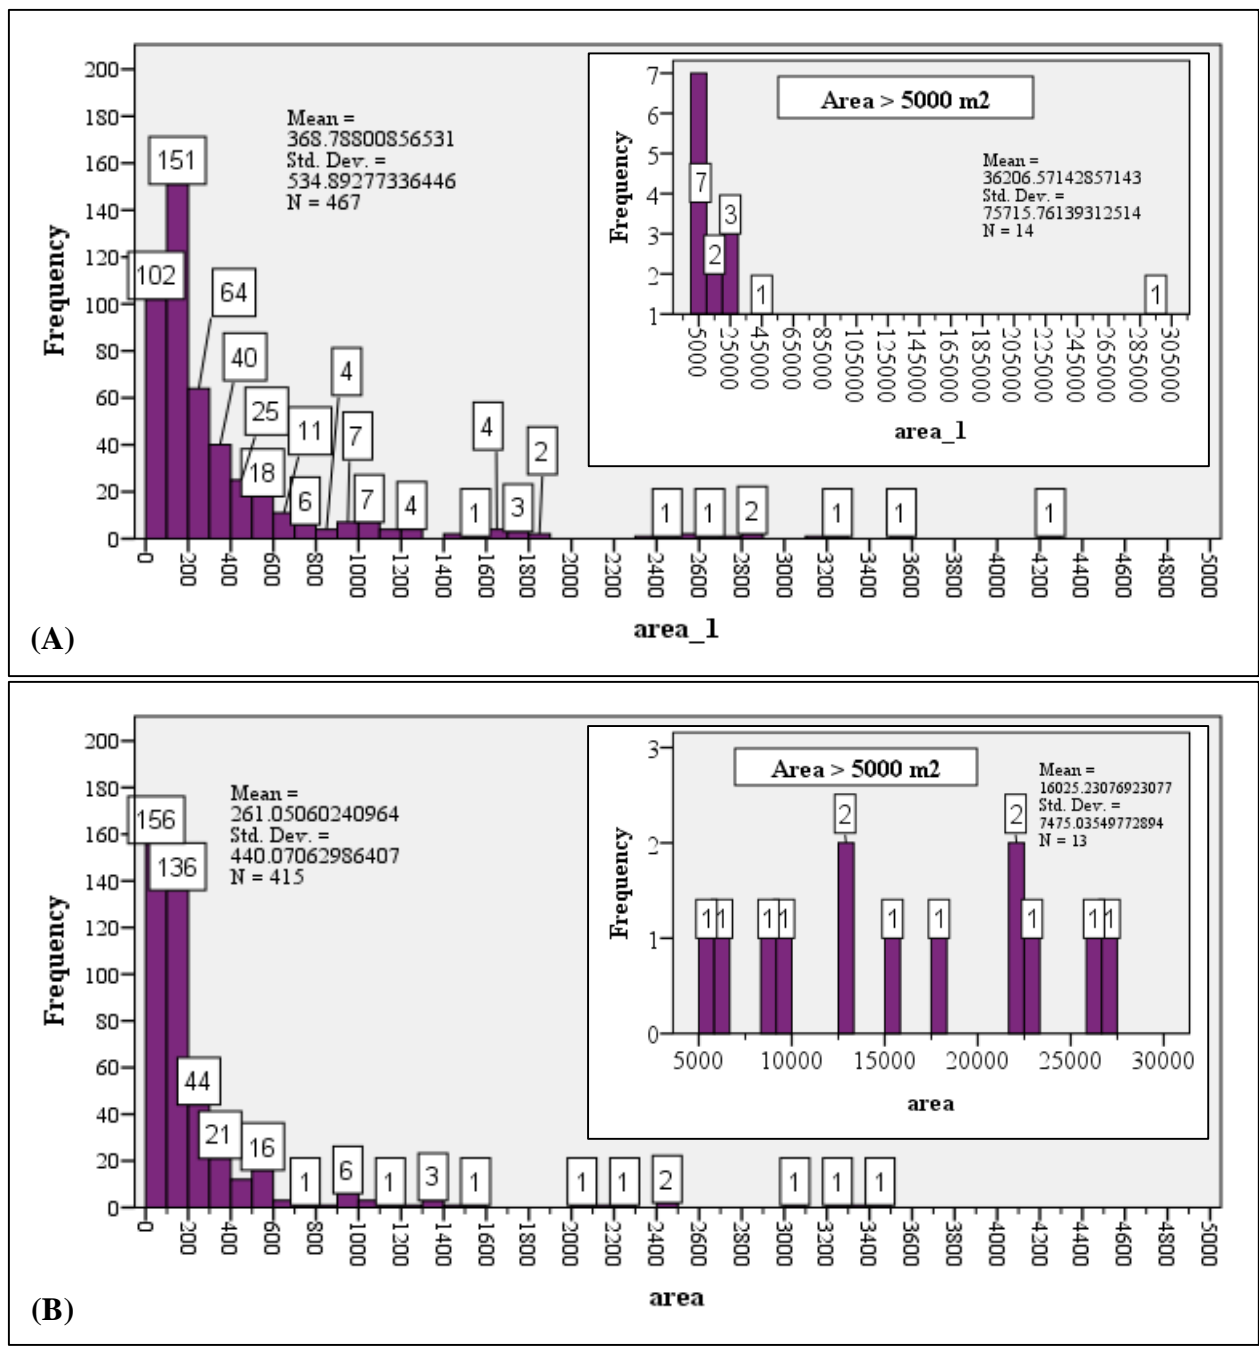 200
180
160
140
120
100
80
60
40
20
0
Frequency
Mean =
368.78800856531
Std. Dev. =
534.89277336446
N = 467
102
151
64
40
25
18
11
6
4
7
7
4
1
4
3
2
1
1
2
1
1
1
0 200 400 600 800 1000 1200 1400 1600 1800 2000 2200 2400 2600 2800 3000 3200 3400 3600 3800 4000 4200 4400 4600 4800 5000
area_1
(A)
Area > 5000 m2
7
6
5
4
3
2
1
Frequency
Mean =
36206.57142857143
Std. Dev. =
75715.76139312514
N = 14
7
2
3
1
1
5000 25000 45000 65000 85000 105000 125000 145000 165000 185000 205000 225000 245000 265000 285000 305000
area_1
200
180
160
140
120
100
80
60
40
20
0
Frequency
Mean =
261.05060240964
Std. Dev. =
440.07062986407
N = 415
156
136
44
21
16
1
6
1
3
1
1
1
2
1
1
1
0 200 400 600 800 1000 1200 1400 1600 1800 2000 2200 2400 2600 2800 3000 3200 3400 3600 3800 4000 4200 4400 4600 4800 5000
area
(B)
Area > 5000 m2
3
2
1
0
Frequency
Mean =
16025.23076923077
Std. Dev. =
7475.03549772894
N = 13
1 1 1 1 2 1 1 2 1 1 1
5000 10000 15000 20000 25000 30000
area